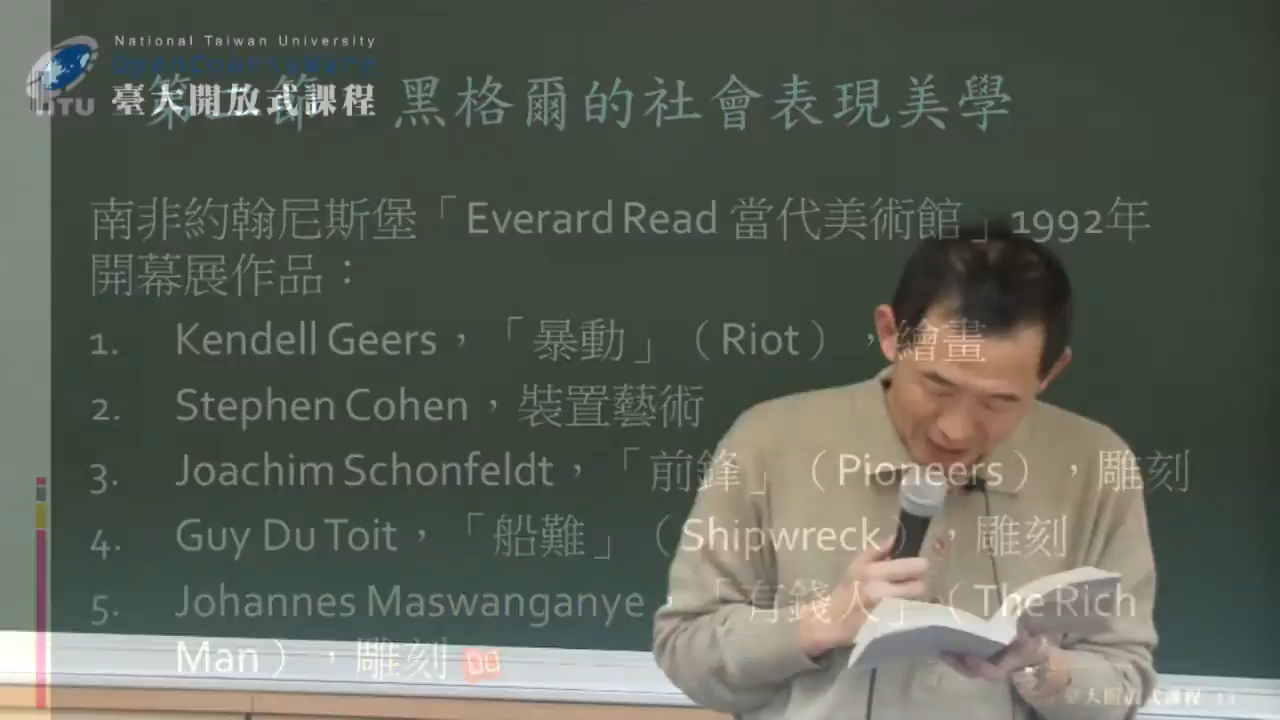 National Taiwan University
OpenCourseWare
臺大開放式課程
NTU
黑格爾的社會表現美學
南非約翰尼斯堡「Everard Read 當代美術館」1992年
開幕展作品：
1. Kendell Geers，「暴動」（Riot），繪畫
2. Stephen Cohen，裝置藝術
3. Joachim Schonfeldt，「前鋒」（Pioneers），雕刻
4. Guy Du Toit，「船難」（Shipwreck），雕刻
5. Johannes Maswanganye，「有錢人」（The Rich
Man），雕刻
臺大開放式課程